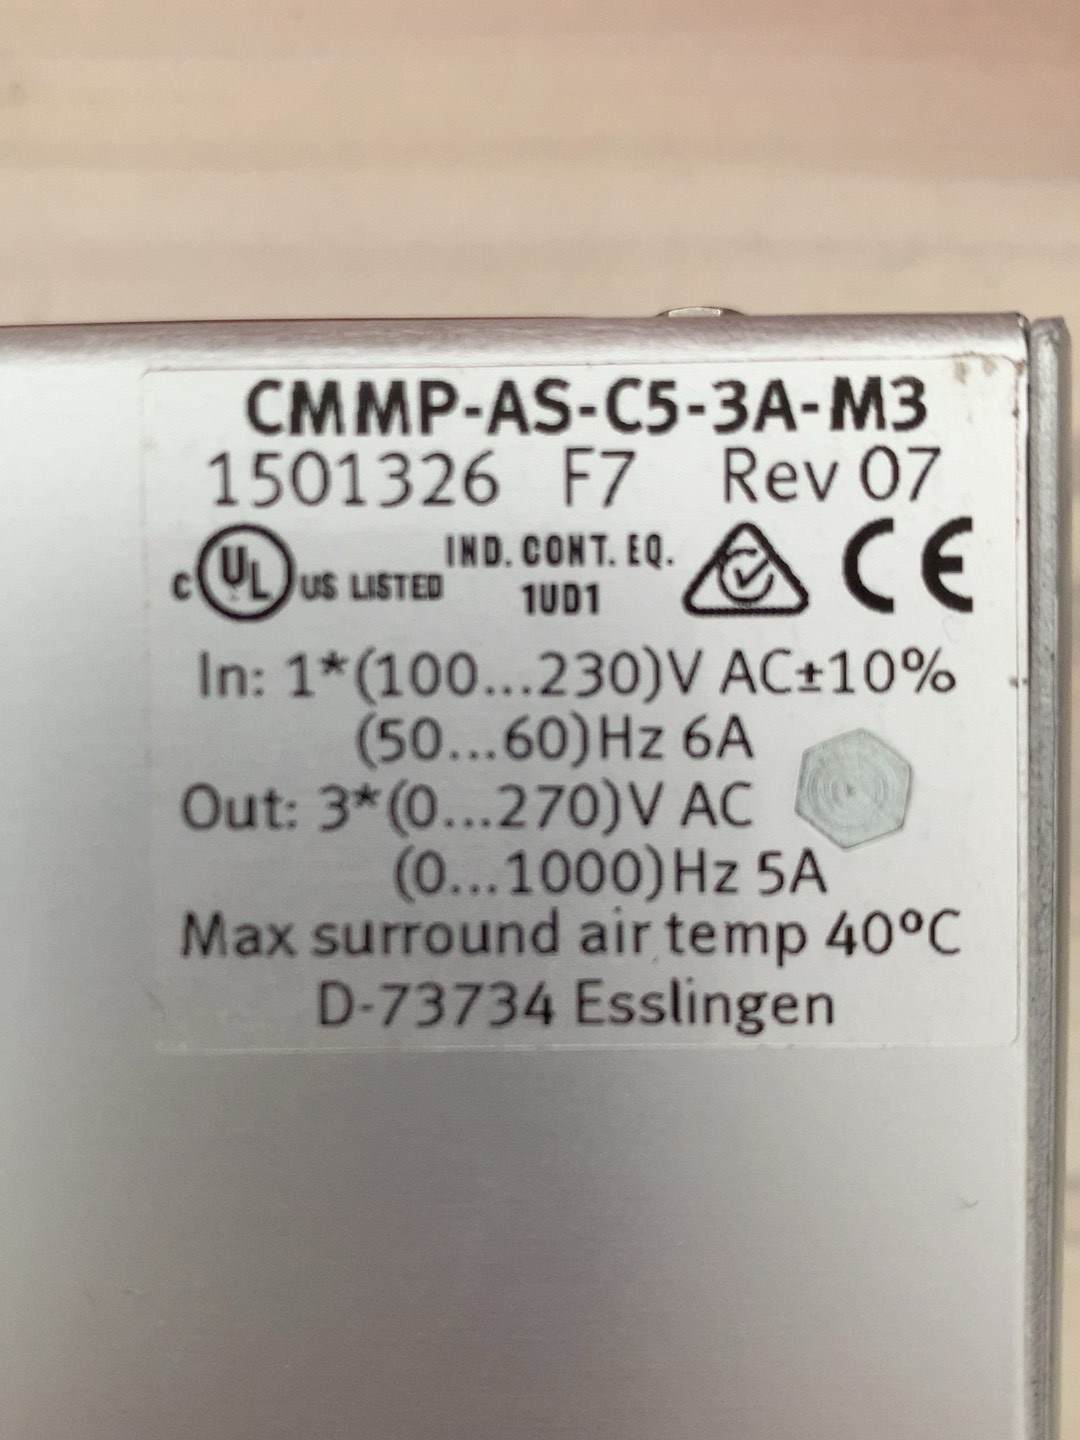 CMMP-AS-C5-3A-M3
1501326 F7 Rev 07
C UL US LISTED IND. CONT. EQ.
1UD1 CE
In: 1*(100...230)V AC±10%
(50...60)Hz 6A
Out: 3*(0...270)V AC
(0...1000)Hz 5A
Max surround air temp 40°C
D-73734 Esslingen